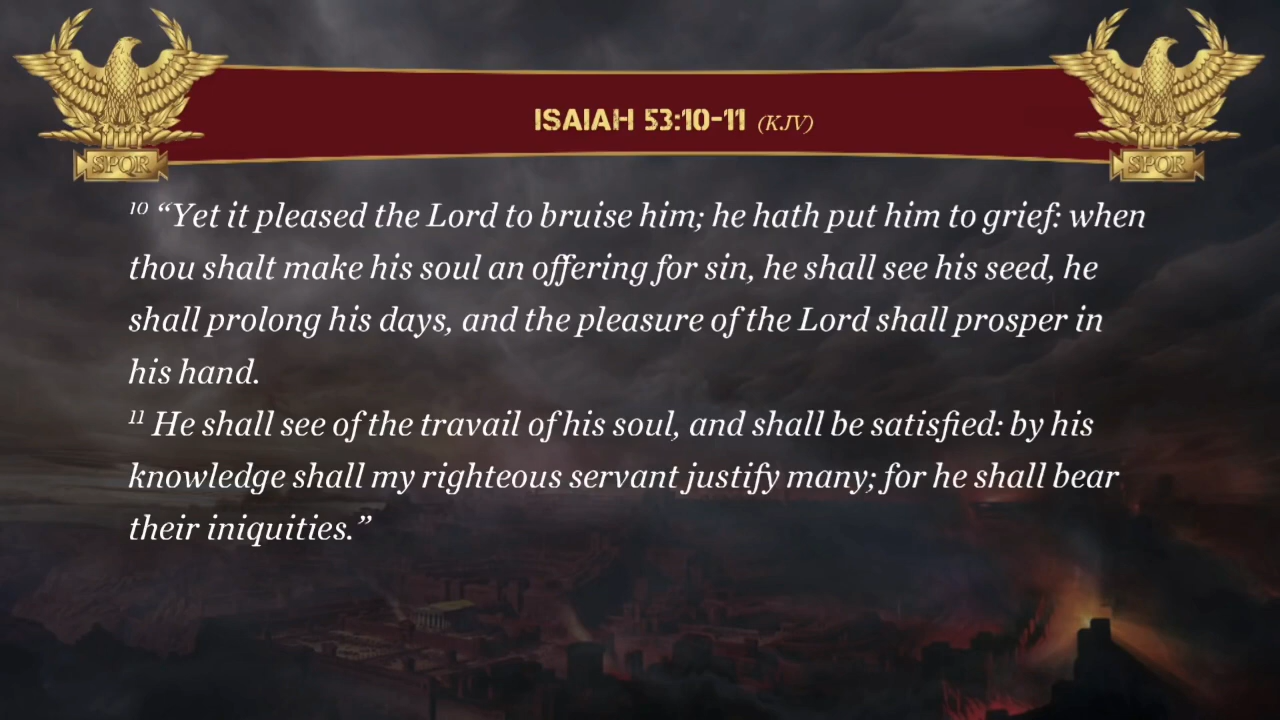 ISAIAH 53:10-11 (KJV)
SPQR
SPQR
10 “Yet it pleased the Lord to bruise him; he hath put him to grief: when
thou shalt make his soul an offering for sin, he shall see his seed, he
shall prolong his days, and the pleasure of the Lord shall prosper in
his hand.
11 He shall see of the travail of his soul, and shall be satisfied: by his
knowledge shall my righteous servant justify many; for he shall bear
their iniquities.”